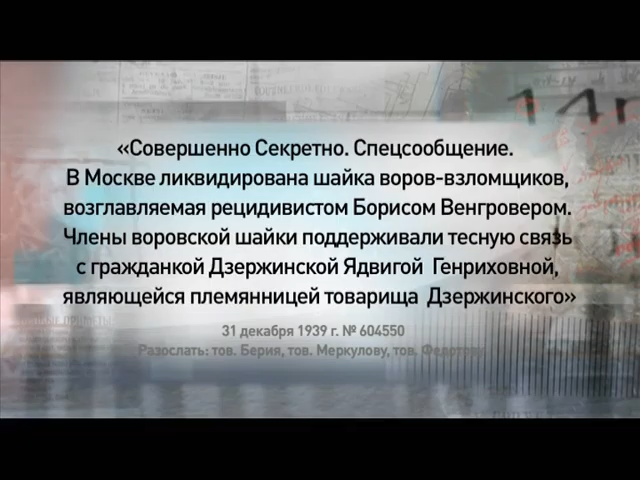 «Совершенно Секретно. Спецсообщение.
В Москве ликвидирована шайка воров-взломщиков,
возглавляемая рецидивистом Борисом Венгровером.
Члены воровской шайки поддерживали тесную связь
с гражданкой Дзержинской Ядвигой Генриховной,
являющейся племянницей товарища Дзержинского»
31 декабря 1939 г. № 604550
Разослать: тов. Берия, тов. Меркулову, тов. Федотову